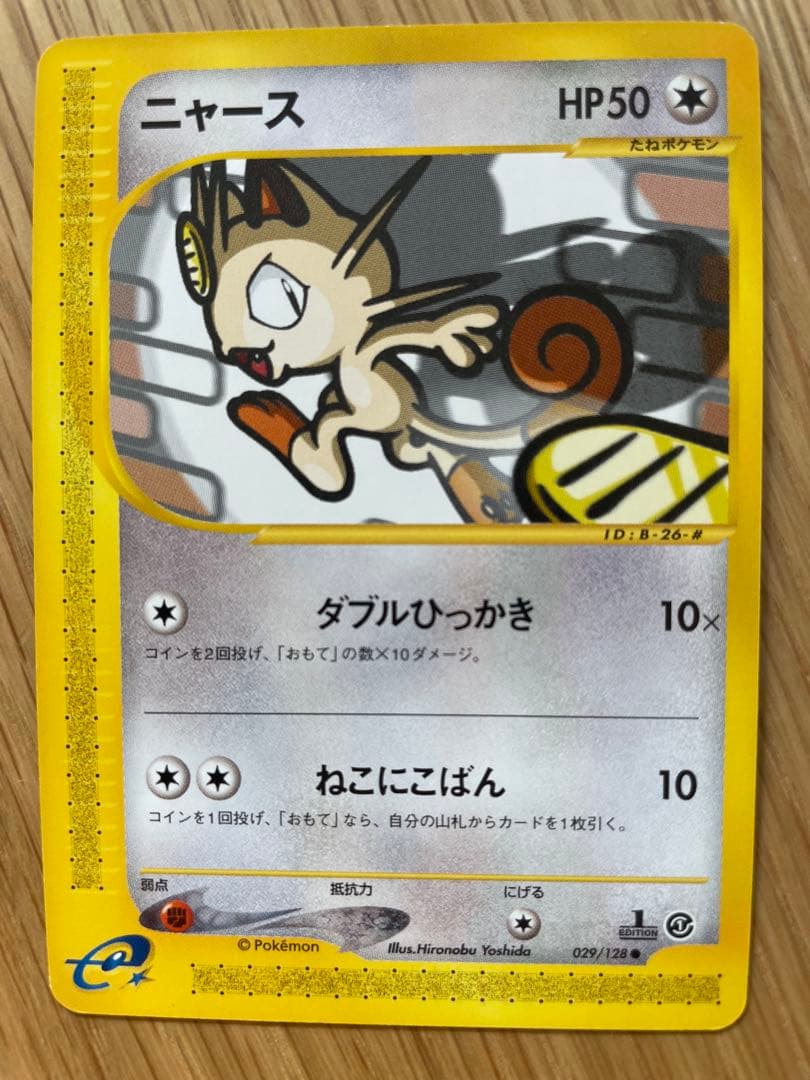 ニャース HP50
たねポケモン
ID:B-26-#
ダブルひっかき 10×
コインを2回投げ、「おもて」の数×10ダメージ。
ねこにこばん 10
コインを1回投げ、「おもて」なら、自分の山札からカードを1枚引く。
弱点 抵抗力 にげる
1
EDITION
© Pokémon Illus.Hironobu Yoshida 029/128 ●
e